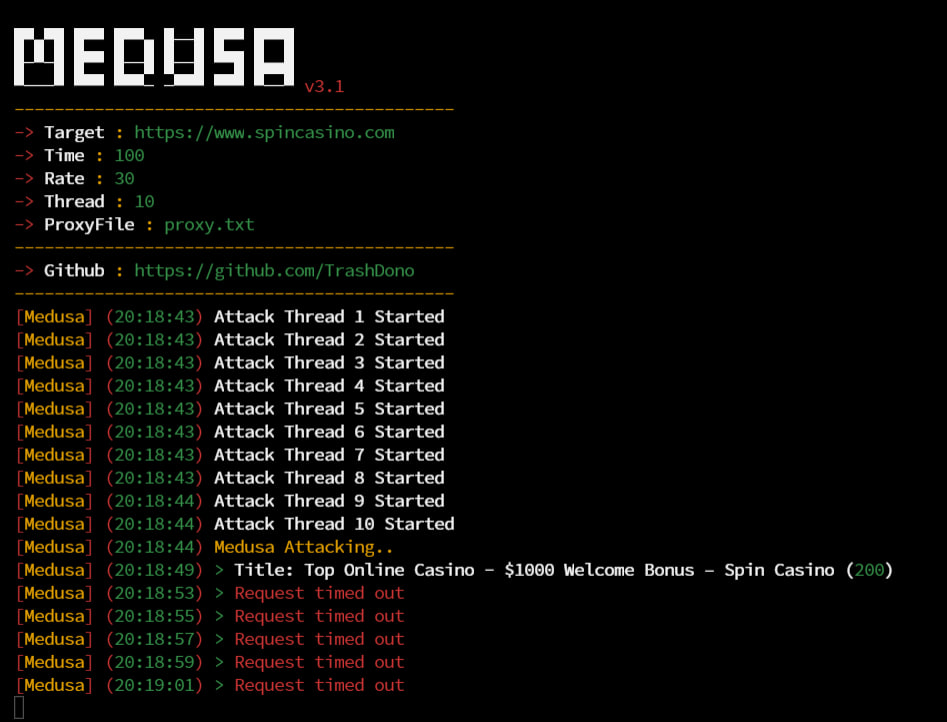 MEDUSA v3.1
--------------------------------------------
-> Target : https://www.spincasino.com
-> Time : 100
-> Rate : 30
-> Thread : 10
-> ProxyFile : proxy.txt
--------------------------------------------
-> Github : https://github.com/TrashDono
--------------------------------------------
[Medusa] (20:18:43) Attack Thread 1 Started
[Medusa] (20:18:43) Attack Thread 2 Started
[Medusa] (20:18:43) Attack Thread 3 Started
[Medusa] (20:18:43) Attack Thread 4 Started
[Medusa] (20:18:43) Attack Thread 5 Started
[Medusa] (20:18:43) Attack Thread 6 Started
[Medusa] (20:18:43) Attack Thread 7 Started
[Medusa] (20:18:43) Attack Thread 8 Started
[Medusa] (20:18:44) Attack Thread 9 Started
[Medusa] (20:18:44) Attack Thread 10 Started
[Medusa] (20:18:44) Medusa Attacking..
[Medusa] (20:18:49) > Title: Top Online Casino - $1000 Welcome Bonus – Spin Casino (200)
[Medusa] (20:18:53) > Request timed out
[Medusa] (20:18:55) > Request timed out
[Medusa] (20:18:57) > Request timed out
[Medusa] (20:18:59) > Request timed out
[Medusa] (20:19:01) > Request timed out